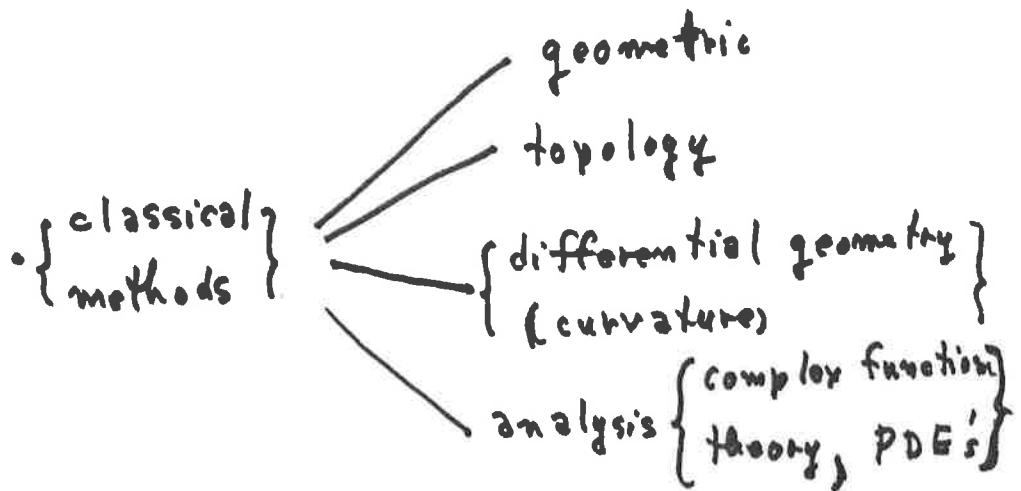 geometric
topology
• { classical
methods }
{ differential geometry
(curvature) }
analysis { complex function
theory, PDE's }